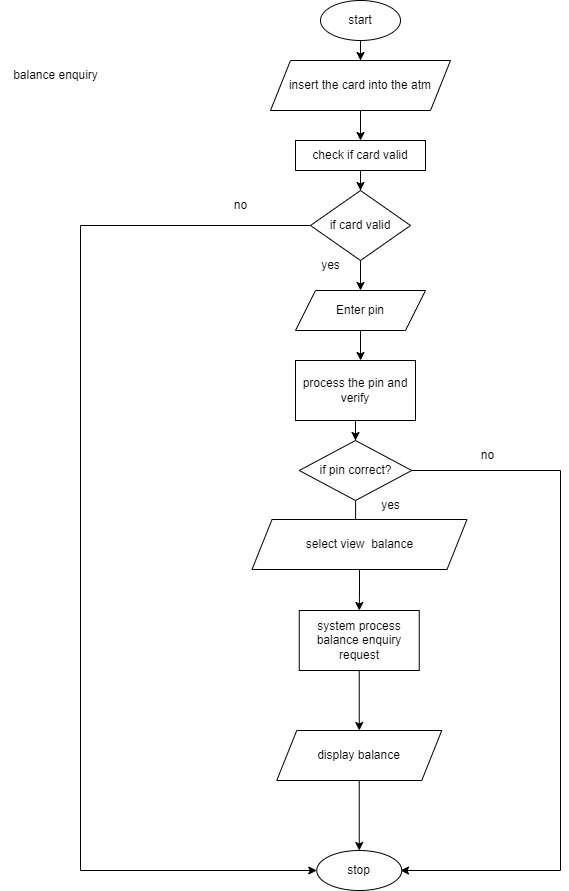 start
balance enquiry
insert the card into the atm
check if card valid
no
if card valid
yes
Enter pin
process the pin and
verify
no
if pin correct?
yes
select view  balance
system process
balance enquiry
request
display balance
stop